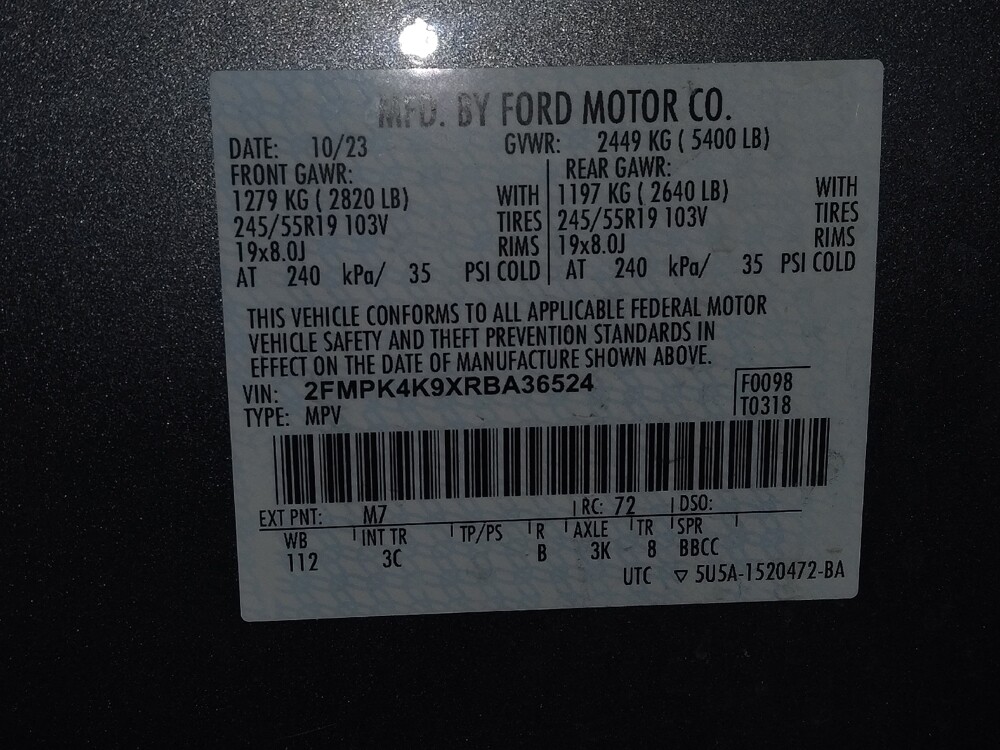 MFD. BY FORD MOTOR CO.
DATE: 10/23 GVWR: 2449 KG ( 5400 LB)
FRONT GAWR: REAR GAWR:
1279 KG ( 2820 LB) WITH 1197 KG ( 2640 LB) WITH
245/55R19 103V TIRES 245/55R19 103V TIRES
19x8.0J RIMS 19x8.0J RIMS
AT 240 kPa/ 35 PSI COLD AT 240 kPa/ 35 PSI COLD
THIS VEHICLE CONFORMS TO ALL APPLICABLE FEDERAL MOTOR
VEHICLE SAFETY AND THEFT PREVENTION STANDARDS IN
EFFECT ON THE DATE OF MANUFACTURE SHOWN ABOVE.
VIN: 2FMPK4K9XRBA36524 F0098
TYPE: MPV T0318
EXT PNT: M7 RC: 72 DSO:
WB INT TR TP/PS R AXLE TR SPR
112 3C B 3K 8 BBCC
UTC ▽ 5U5A-1520472-BA